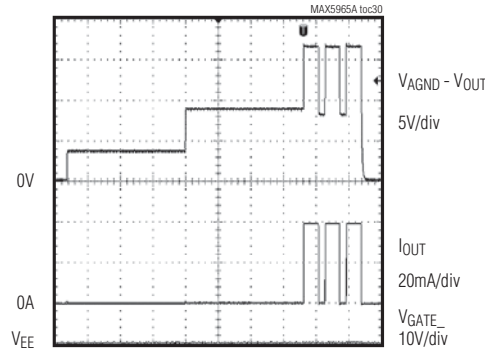 MAX5965A toc30
VAGND - VOUT
5V/div
0V
IOUT
20mA/div
0A
VGATE_
10V/div
VEE